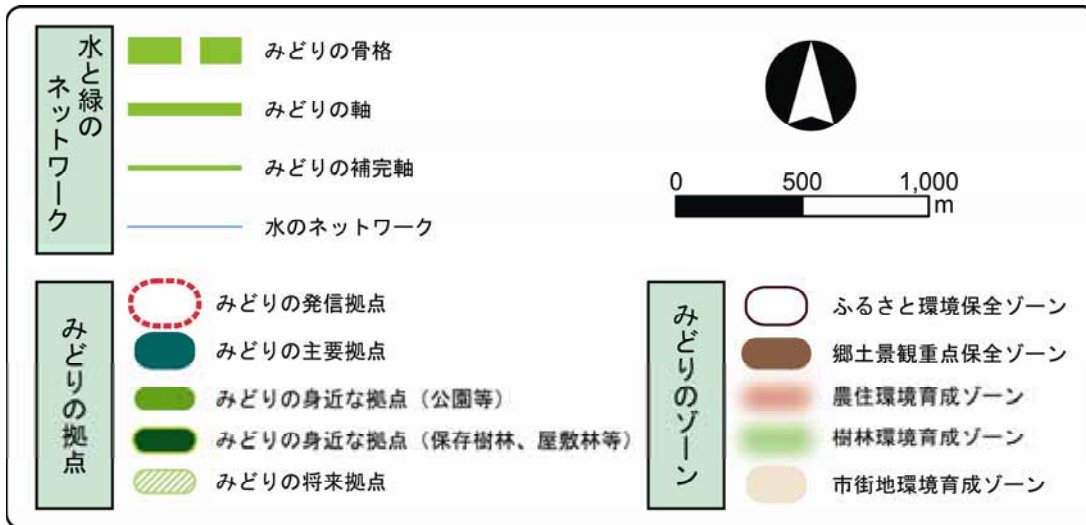 水と緑の
ネットワーク
みどりの骨格
みどりの軸
みどりの補完軸
水のネットワーク
0 500 1,000
m
みどりの拠点
みどりの発信拠点
みどりの主要拠点
みどりの身近な拠点（公園等）
みどりの身近な拠点（保存樹林、屋敷林等）
みどりの将来拠点
みどりのゾーン
ふるさと環境保全ゾーン
郷土景観重点保全ゾーン
農住環境育成ゾーン
樹林環境育成ゾーン
市街地環境育成ゾーン